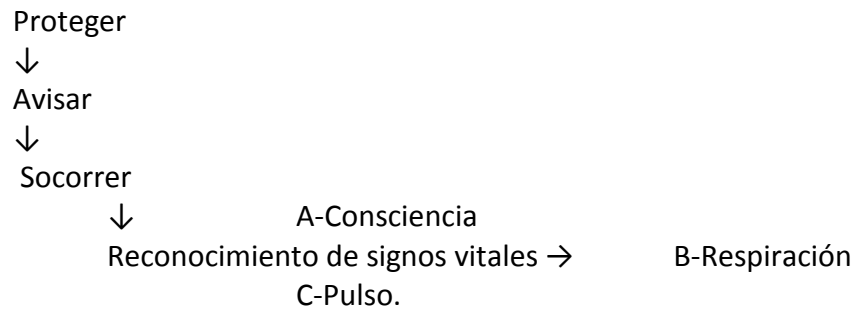 Proteger
↓
Avisar
↓
Socorrer
↓ A-Consciencia
Reconocimiento de signos vitales → B-Respiración
C-Pulso.